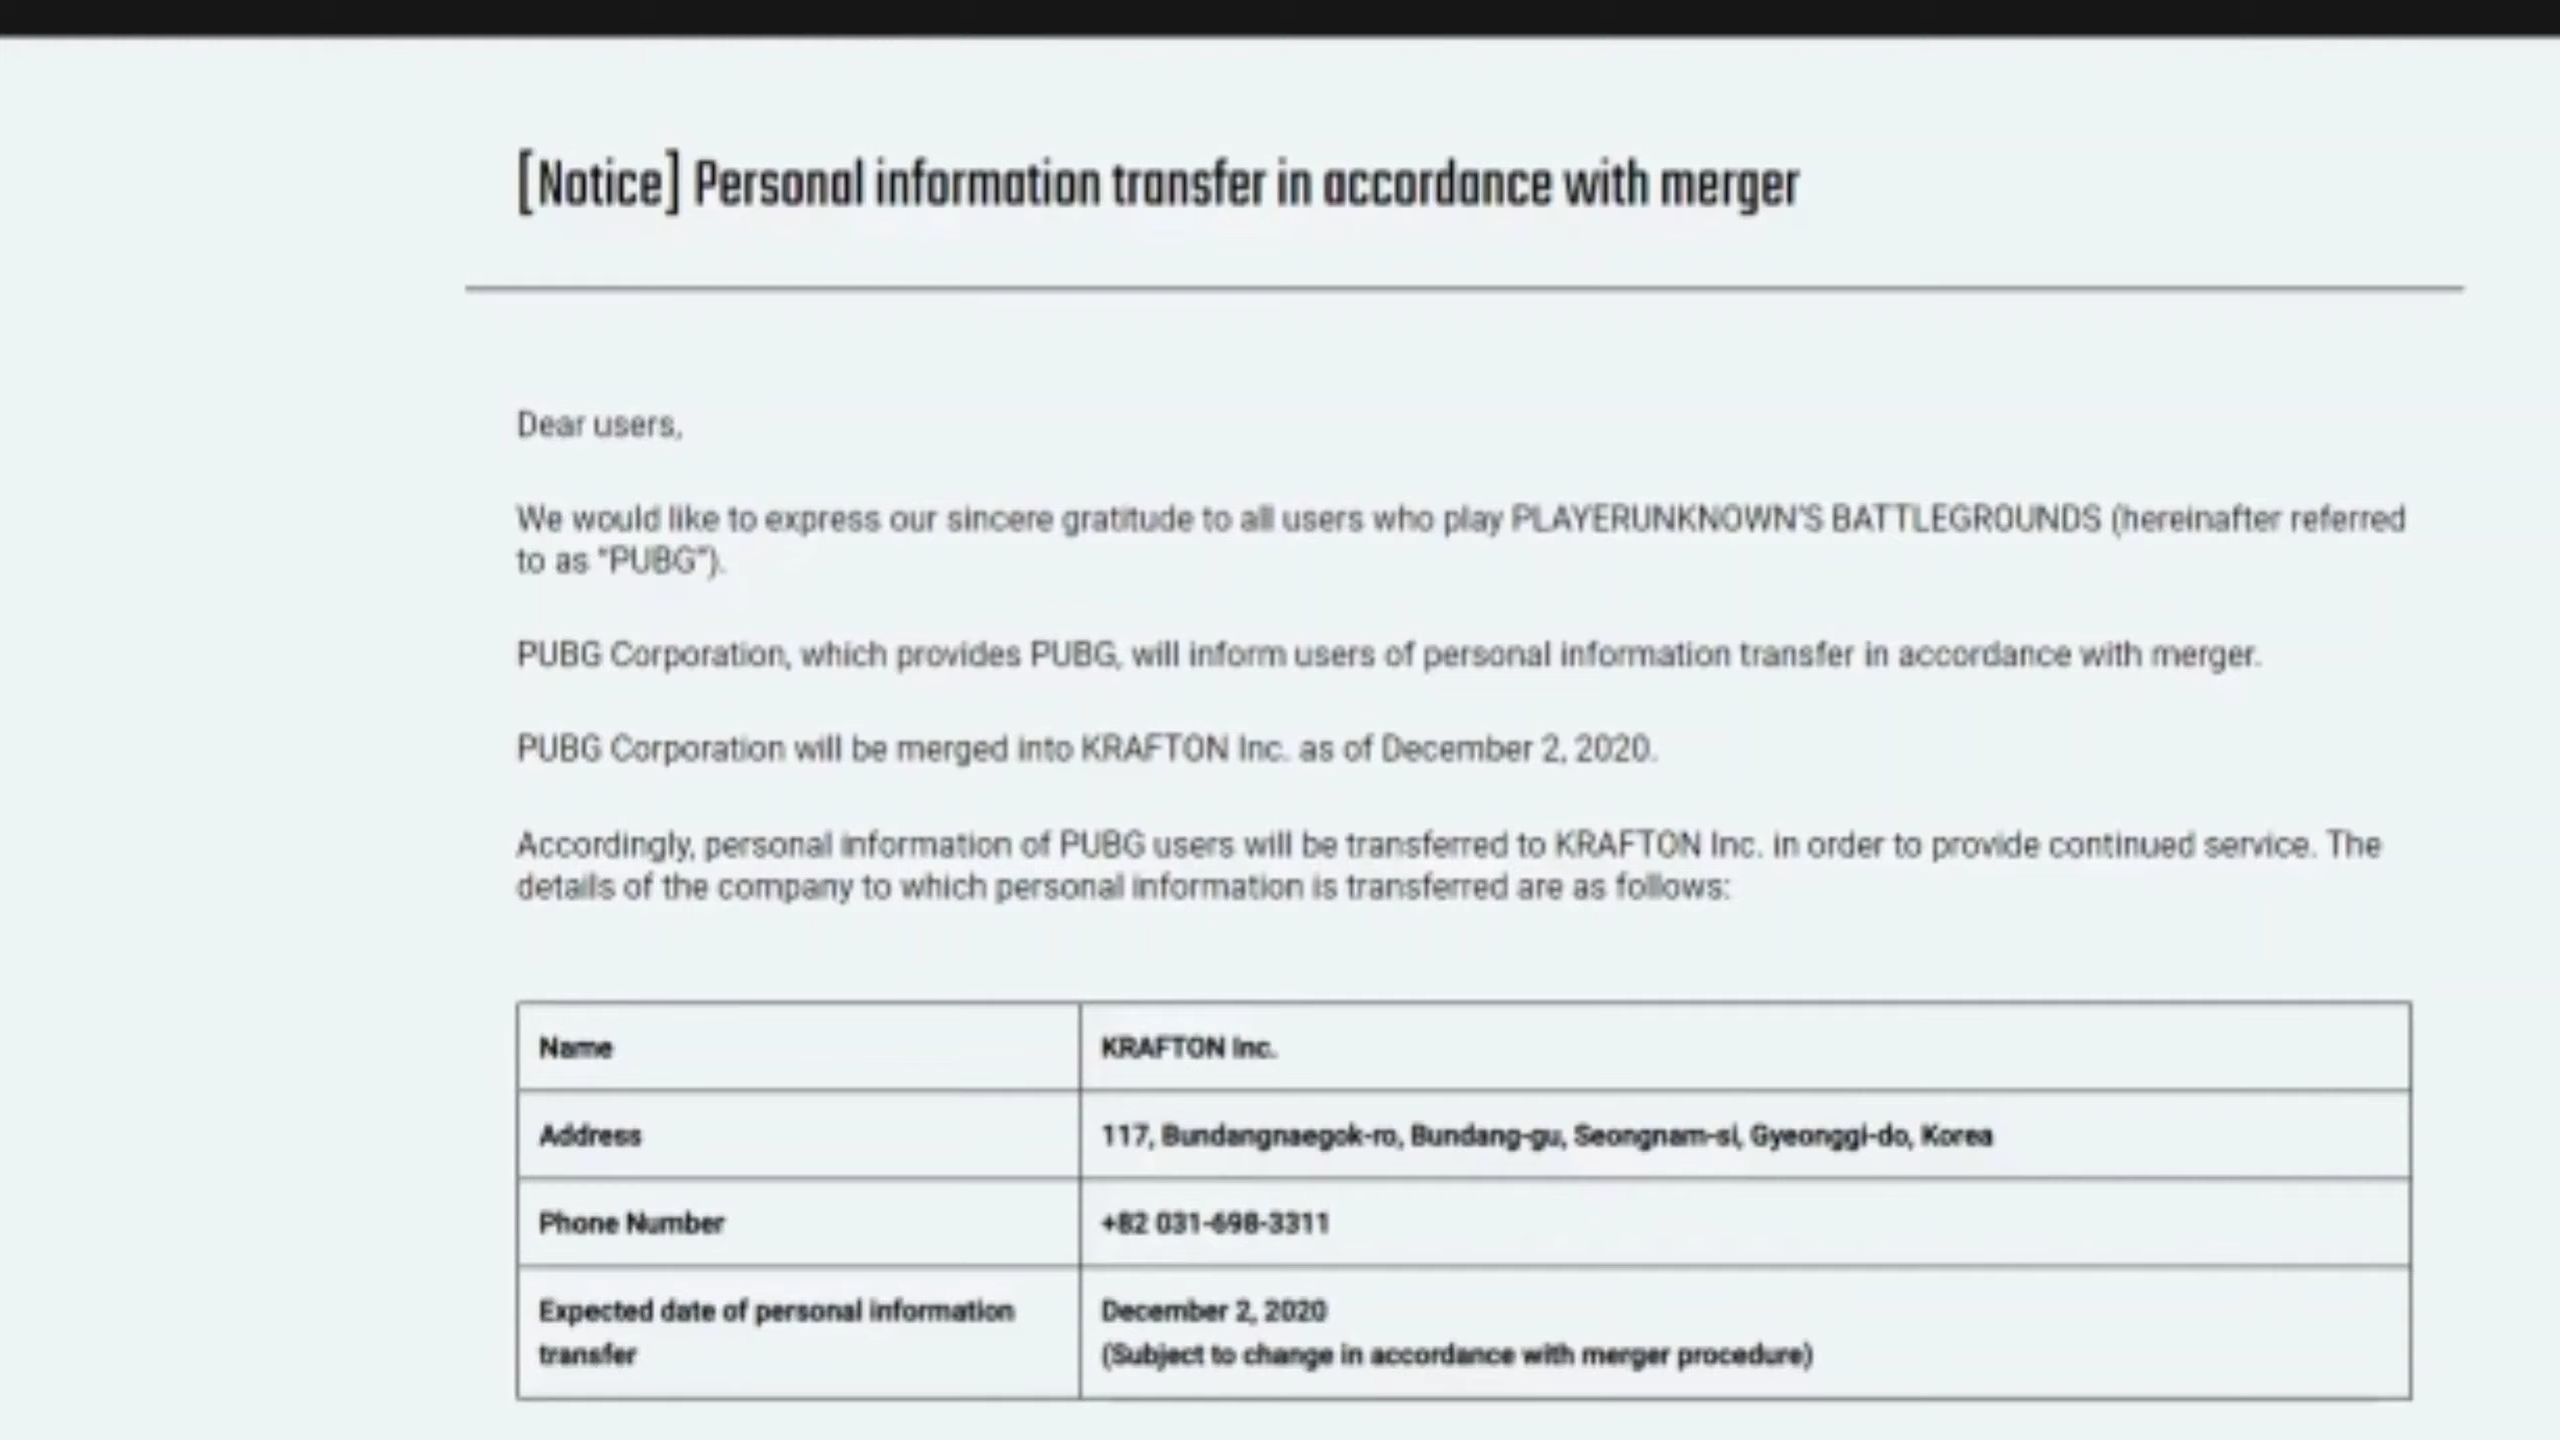 [Notice] Personal information transfer in accordance with merger
Dear users,
We would like to express our sincere gratitude to all users who play PLAYERUNKNOWN'S BATTLEGROUNDS (hereinafter referred
to as "PUBG").
PUBG Corporation, which provides PUBG, will inform users of personal information transfer in accordance with merger.
PUBG Corporation will be merged into KRAFTON Inc. as of December 2, 2020.
Accordingly, personal information of PUBG users will be transferred to KRAFTON Inc. in order to provide continued service. The
details of the company to which personal information is transferred are as follows:
Name KRAFTON Inc.
Address 117, Bundangnaegok-ro, Bundang-gu, Seongnam-si, Gyeonggi-do, Korea
Phone Number +82 031-698-3311
Expected date of personal information December 2, 2020
transfer (Subject to change in accordance with merger procedure)